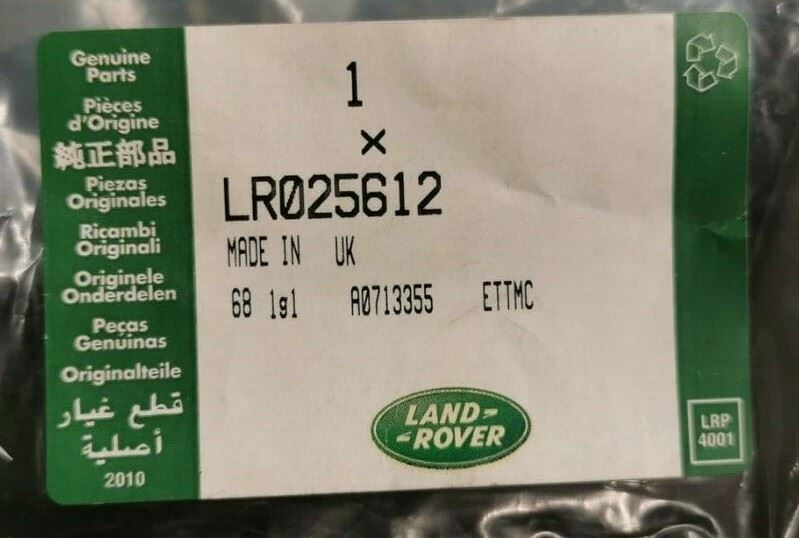 Genuine
Parts
Pièces
d'Origine
純正部品
Piezas
Originales
Ricambi
Originali
Originele
Onderdelen
Peças
Genuinas
Originalteile
قطع غيار
أصلية
2010
1
×
LR025612
MADE IN UK
68 1g1 A0713355 ETTMC
LAND
ROVER
LRP
4001